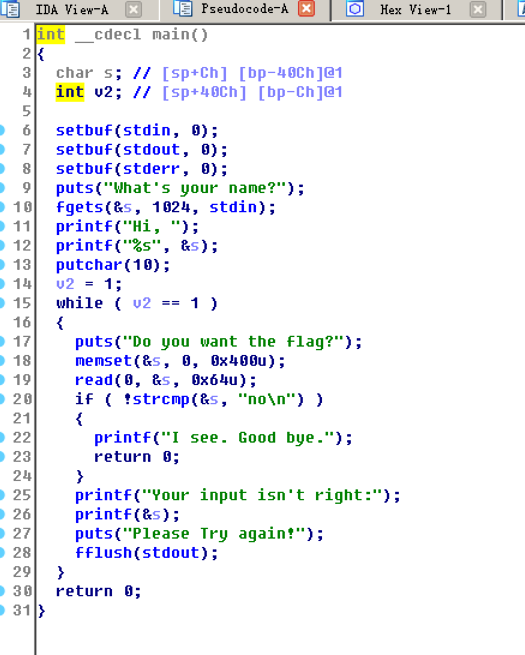 IDA View-A Pseudocode-A Hex View-1
1 int __cdecl main()
2 {
3 char s; // [sp+Ch] [bp-40Ch]@1
4 int v2; // [sp+40Ch] [bp-Ch]@1
5
6 setbuf(stdin, 0);
7 setbuf(stdout, 0);
8 setbuf(stderr, 0);
9 puts("What's your name?");
10 fgets(&s, 1024, stdin);
11 printf("Hi, ");
12 printf("%s", &s);
13 putchar(10);
14 v2 = 1;
15 while ( v2 == 1 )
16 {
17 puts("Do you want the flag?");
18 memset(&s, 0, 0x400u);
19 read(0, &s, 0x64u);
20 if ( !strcmp(&s, "no\n") )
21 {
22 printf("I see. Good bye.");
23 return 0;
24 }
25 printf("Your input isn't right:");
26 printf(&s);
27 puts("Please Try again!");
28 fflush(stdout);
29 }
30 return 0;
31 }